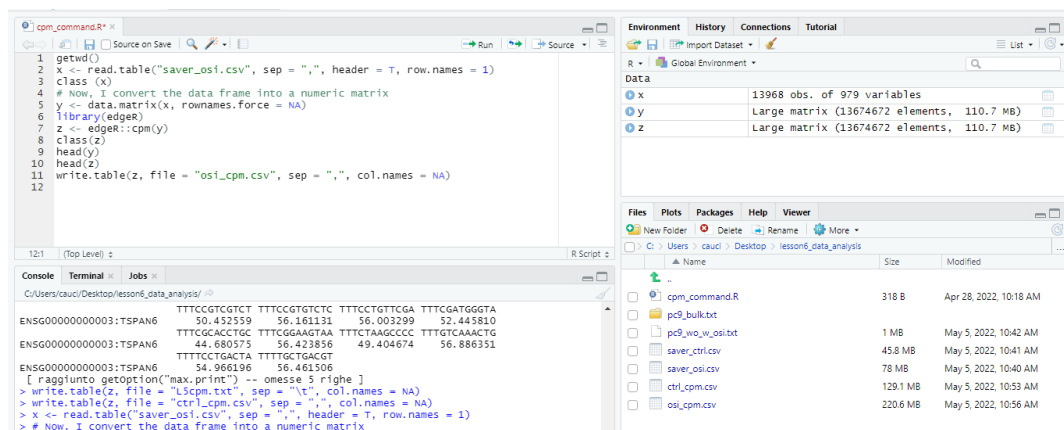 cpm_command.R*
Source on Save
Run
Source
1 getwd()
2 x <- read.table("saver_osi.csv", sep = ",", header = T, row.names = 1)
3 class (x)
4 # Now, I convert the data frame into a numeric matrix
5 y <- data.matrix(x, rownames.force = NA)
6 library(edgeR)
7 z <- edgeR::cpm(y)
8 class(z)
9 head(y)
10 head(z)
11 write.table(z, file = "osi_cpm.csv", sep = ",", col.names = NA)
12
12:1 (Top Level) R Script
Console Terminal Jobs
C:/Users/cauci/Desktop/lesson6_data_analysis/
TTTCCGTCGTCT TTTCCGTGTCTC TTTCCTGTTCGA TTTCGATGGGTA
ENSG00000000003:TSPAN6 50.452559 56.161131 56.003299 52.445810
TTTCGCACCTGC TTTCGGAAGTAA TTTCTAAGCCCC TTTGTCAAACTG
ENSG00000000003:TSPAN6 44.680575 56.423856 49.404674 56.886351
TTTTCCTGACTA TTTTGCTGACGT
ENSG00000000003:TSPAN6 54.966196 56.461506
[ raggiunto getOption("max.print") -- omesse 5 righe ]
> write.table(z, file = "L5cpm.txt", sep = "\t", col.names = NA)
> write.table(z, file = "ctrl_cpm.csv", sep = ",", col.names = NA)
> x <- read.table("saver_osi.csv", sep = ",", header = T, row.names = 1)
> # Now, I convert the data frame into a numeric matrix
Environment History Connections Tutorial
Import Dataset
List
R Global Environment
Data
x 13968 obs. of 979 variables
y Large matrix (13674672 elements, 110.7 MB)
z Large matrix (13674672 elements, 110.7 MB)
Files Plots Packages Help Viewer
New Folder Delete Rename More
C: > Users > cauci > Desktop > lesson6_data_analysis
Name Size Modified
..
cpm_command.R 318 B Apr 28, 2022, 10:18 AM
pc9_bulk.txt
pc9_wo_w_osi.txt 1 MB May 5, 2022, 10:42 AM
saver_ctrl.csv 45.8 MB May 5, 2022, 10:41 AM
saver_osi.csv 78 MB May 5, 2022, 10:40 AM
ctrl_cpm.csv 129.1 MB May 5, 2022, 10:53 AM
osi_cpm.csv 220.6 MB May 5, 2022, 10:56 AM